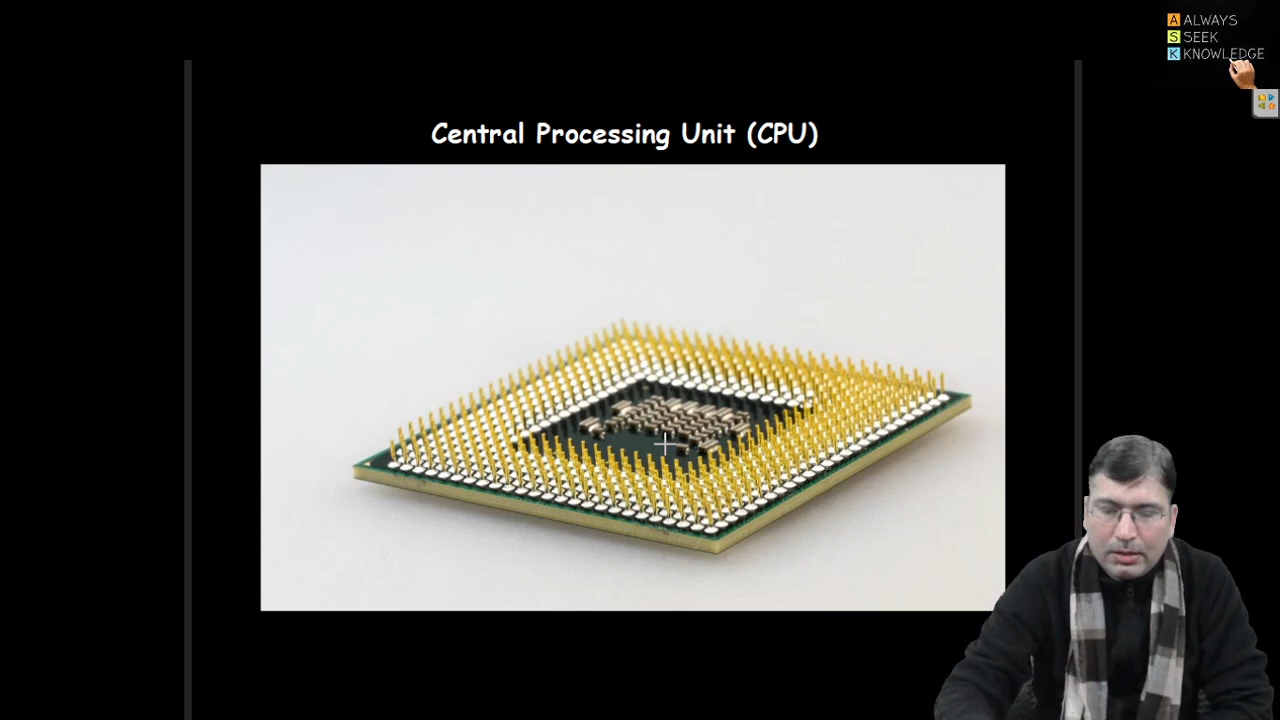 A ALWAYS
S SEEK
K KNOWLEDGE
Central Processing Unit (CPU)